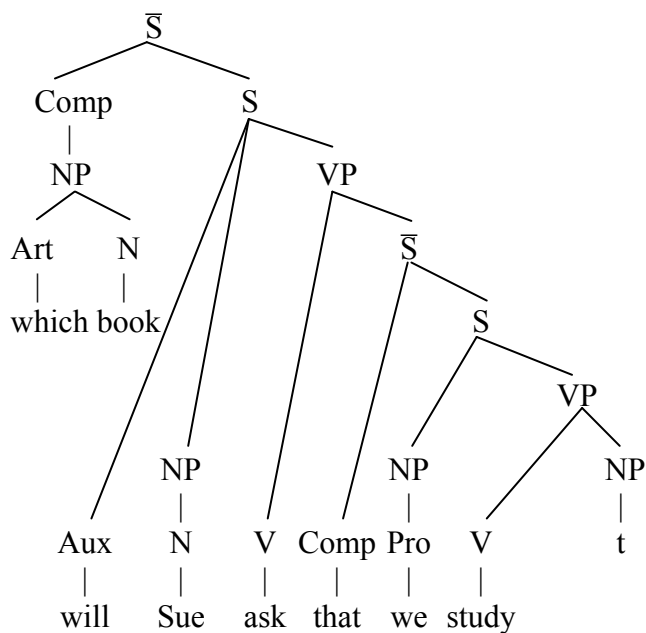 S̅
Comp S
NP VP
Art N S̅
which book
S
VP
NP NP NP
Aux N V Comp Pro V t
will Sue ask that we study